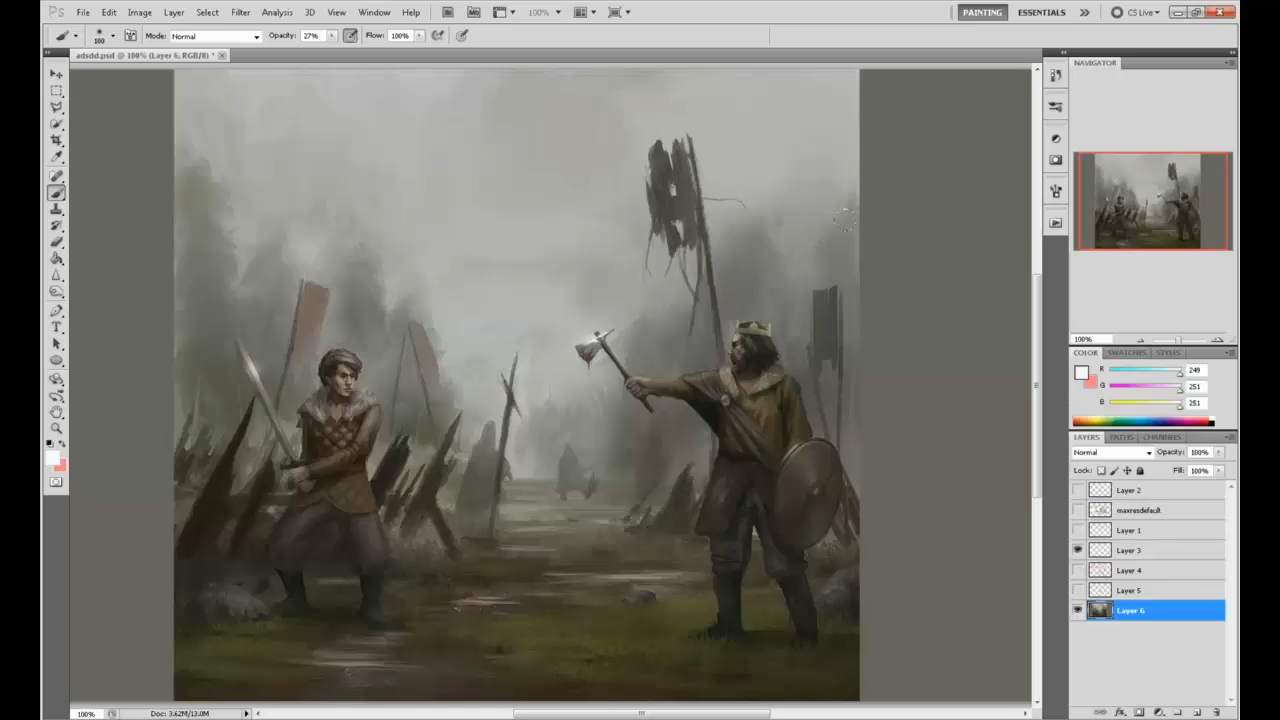 Ps File Edit Image Layer Select Filter Analysis 3D View Window Help Br Mb 100% PAINTING ESSENTIALS CS Live
100 Mode: Normal Opacity: 27% Flow: 100%
adsdd.psd @ 100% (Layer 6, RGB/8) *
NAVIGATOR
100%
COLOR SWATCHES STYLES
R 249
G 251
B 251
LAYERS PATHS CHANNELS
Normal Opacity: 100%
Lock: Fill: 100%
Layer 2
maxresdefault
Layer 1
Layer 3
Layer 4
Layer 5
Layer 6
100% Doc: 3.62M/13.0M